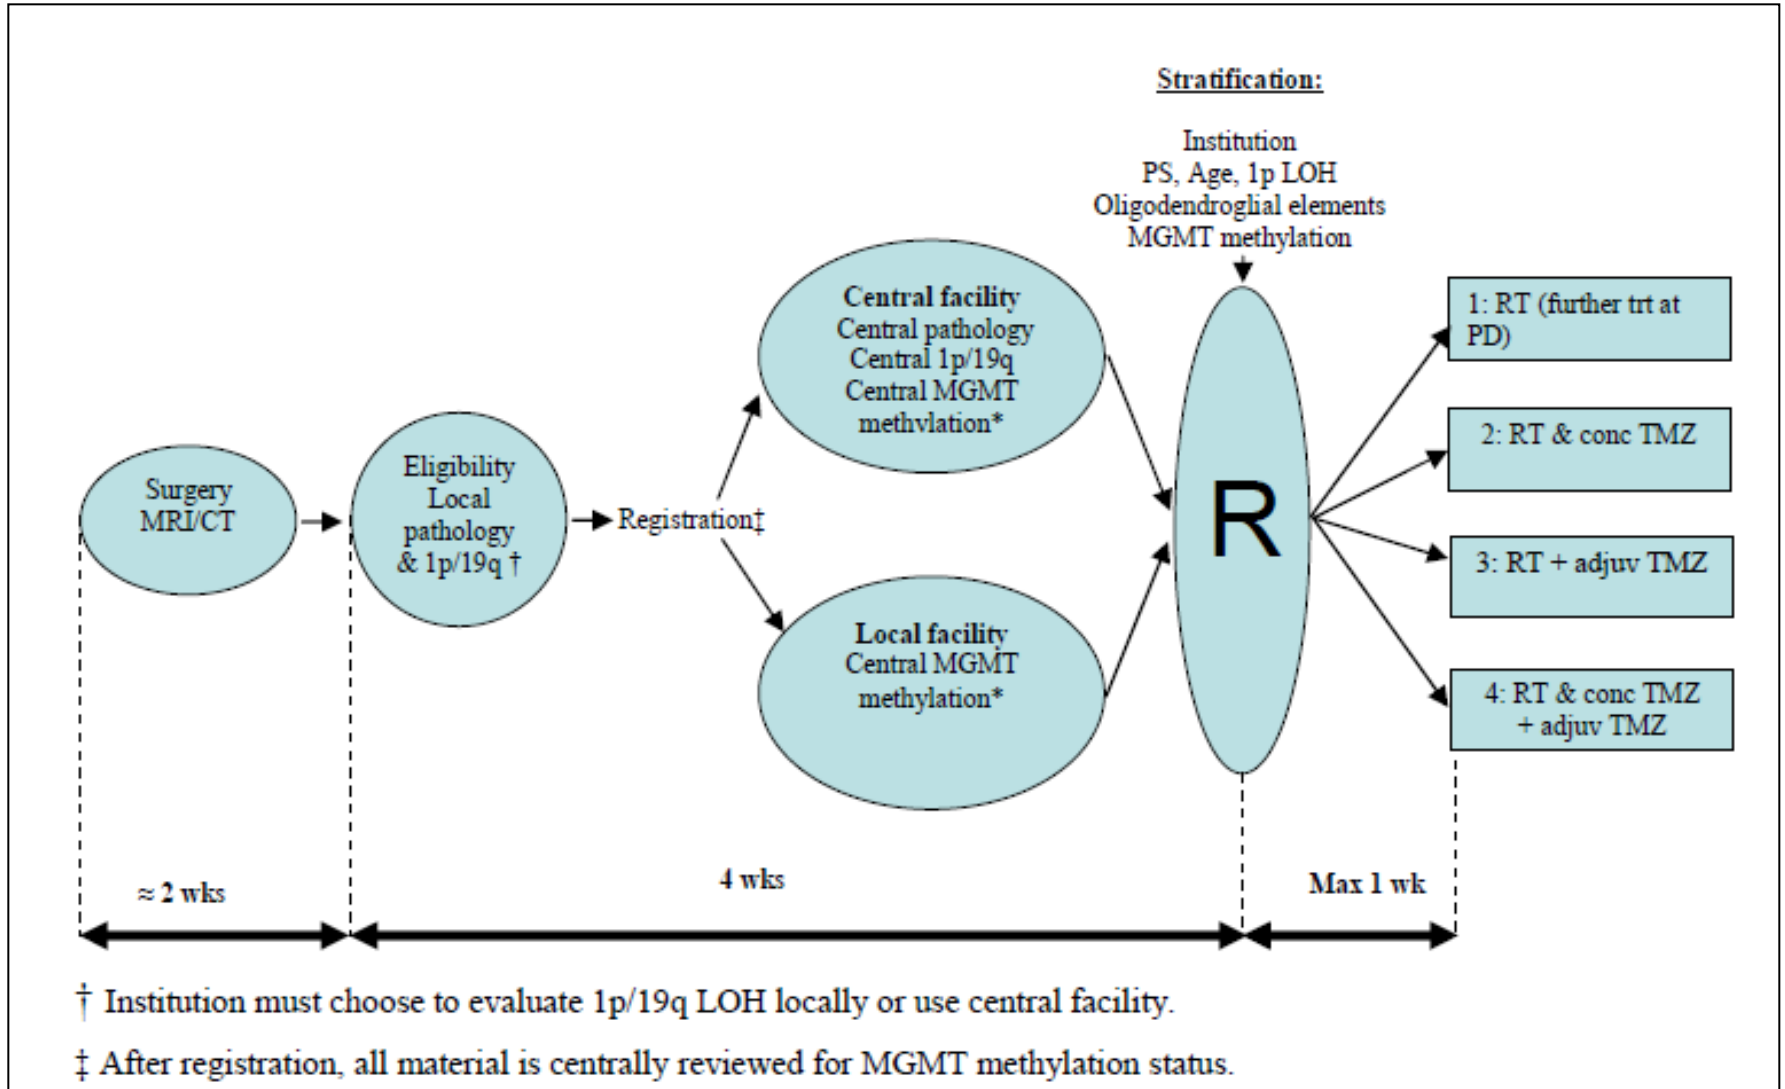 Stratification:
Institution
PS, Age, 1p LOH
Oligodendroglial elements
MGMT methylation
Surgery
MRI/CT
Eligibility
Local
pathology
& 1p/19q †
Registration‡
Central facility
Central pathology
Central 1p/19q
Central MGMT
methylation*
Local facility
Central MGMT
methylation*
R
1: RT (further trt at
PD)
2: RT & conc TMZ
3: RT + adjuv TMZ
4: RT & conc TMZ
+ adjuv TMZ
≈ 2 wks
4 wks
Max 1 wk
† Institution must choose to evaluate 1p/19q LOH locally or use central facility.
‡ After registration, all material is centrally reviewed for MGMT methylation status.